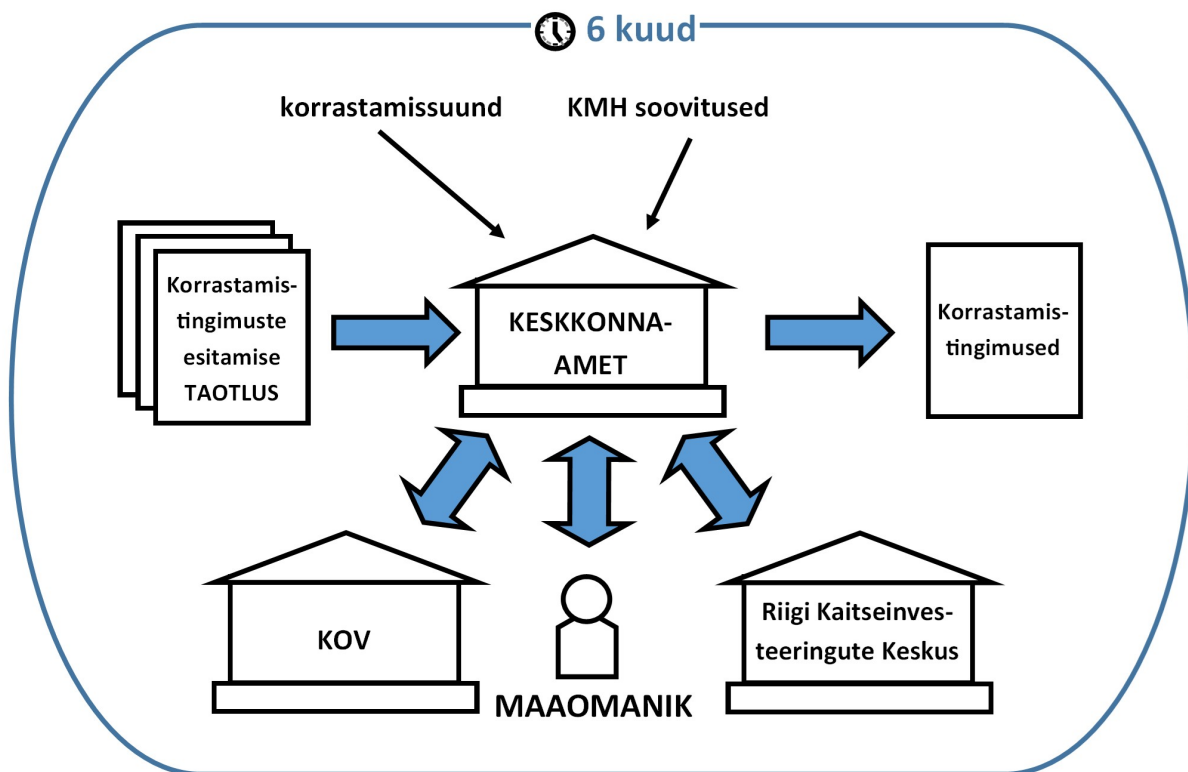 6 kuud
korrastamissuund
KMH soovitused
Korrastamis-
tingimuste
esitamise
TAOTLUS
KESKKONNA-
AMET
Korrastamis-
tingimused
KOV
MAAOMANIK
Riigi Kaitseinves-
teeringute Keskus